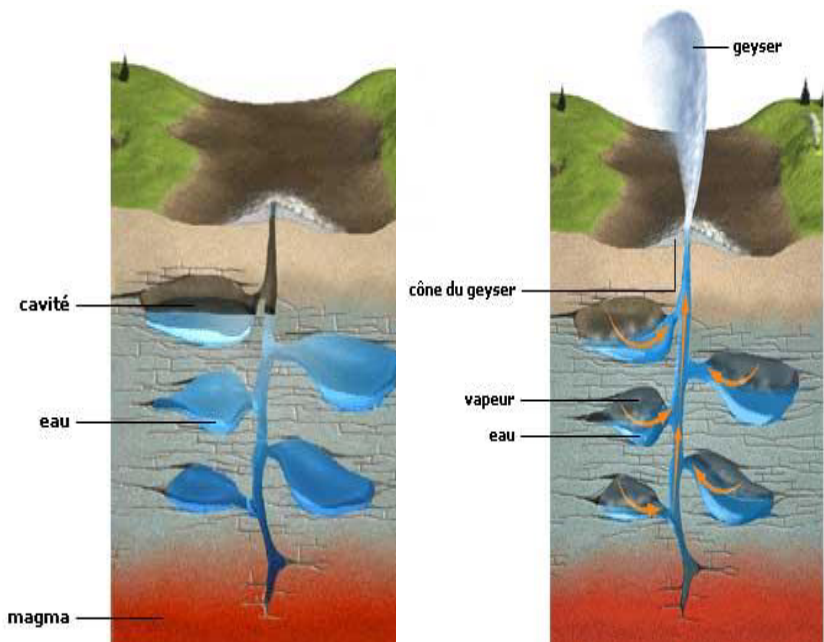 cavité
eau
magma
geyser
cône du geyser
vapeur
eau